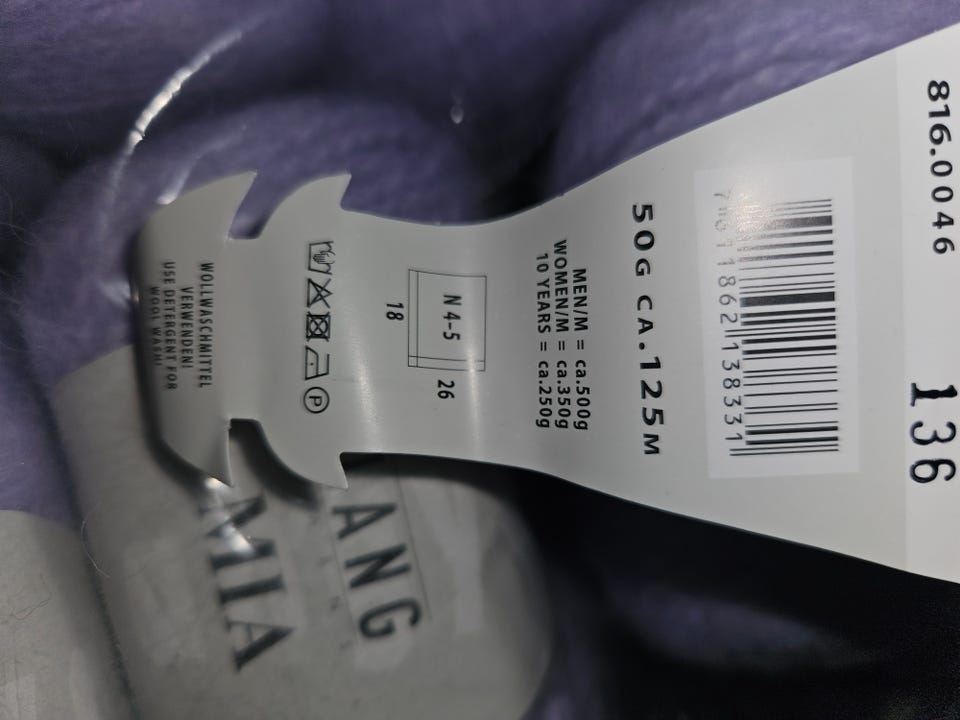 816.0046
136
7611862138331
50G CA.125M
MEN/M = ca.500g
WOMEN/M = ca.350g
10 YEARS = ca.250g
N 4-5
26
18
P
WOLLWASCHMITTEL
VERWENDEN!
USE DETERGENT FOR
WOOL WASH!
ANG
MIA